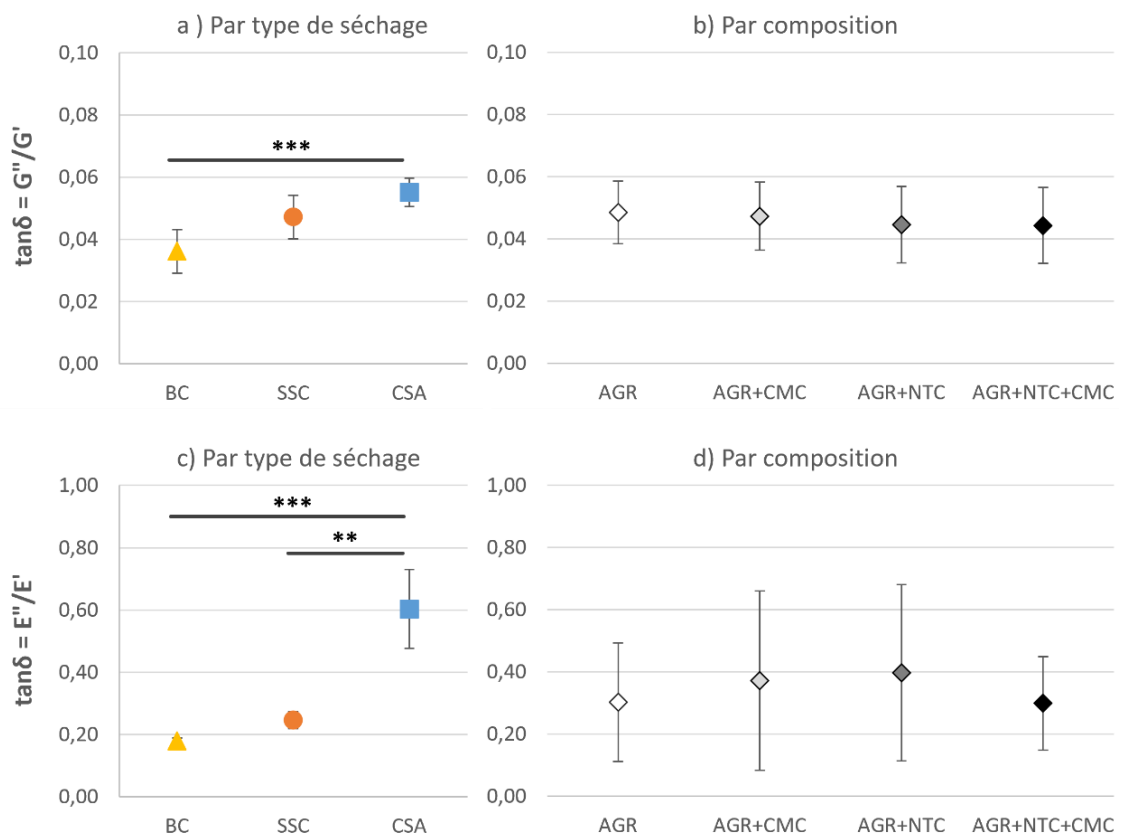 a ) Par type de séchage
tanδ = G"/G'
0,10
0,08
0,06
0,04
0,02
0,00
***
BC SSC CSA
b) Par composition
0,10
0,08
0,06
0,04
0,02
0,00
AGR AGR+CMC AGR+NTC AGR+NTC+CMC
c) Par type de séchage
tanδ = E"/E'
1,00
0,80
0,60
0,40
0,20
0,00
***
**
BC SSC CSA
d) Par composition
1,00
0,80
0,60
0,40
0,20
0,00
AGR AGR+CMC AGR+NTC AGR+NTC+CMC